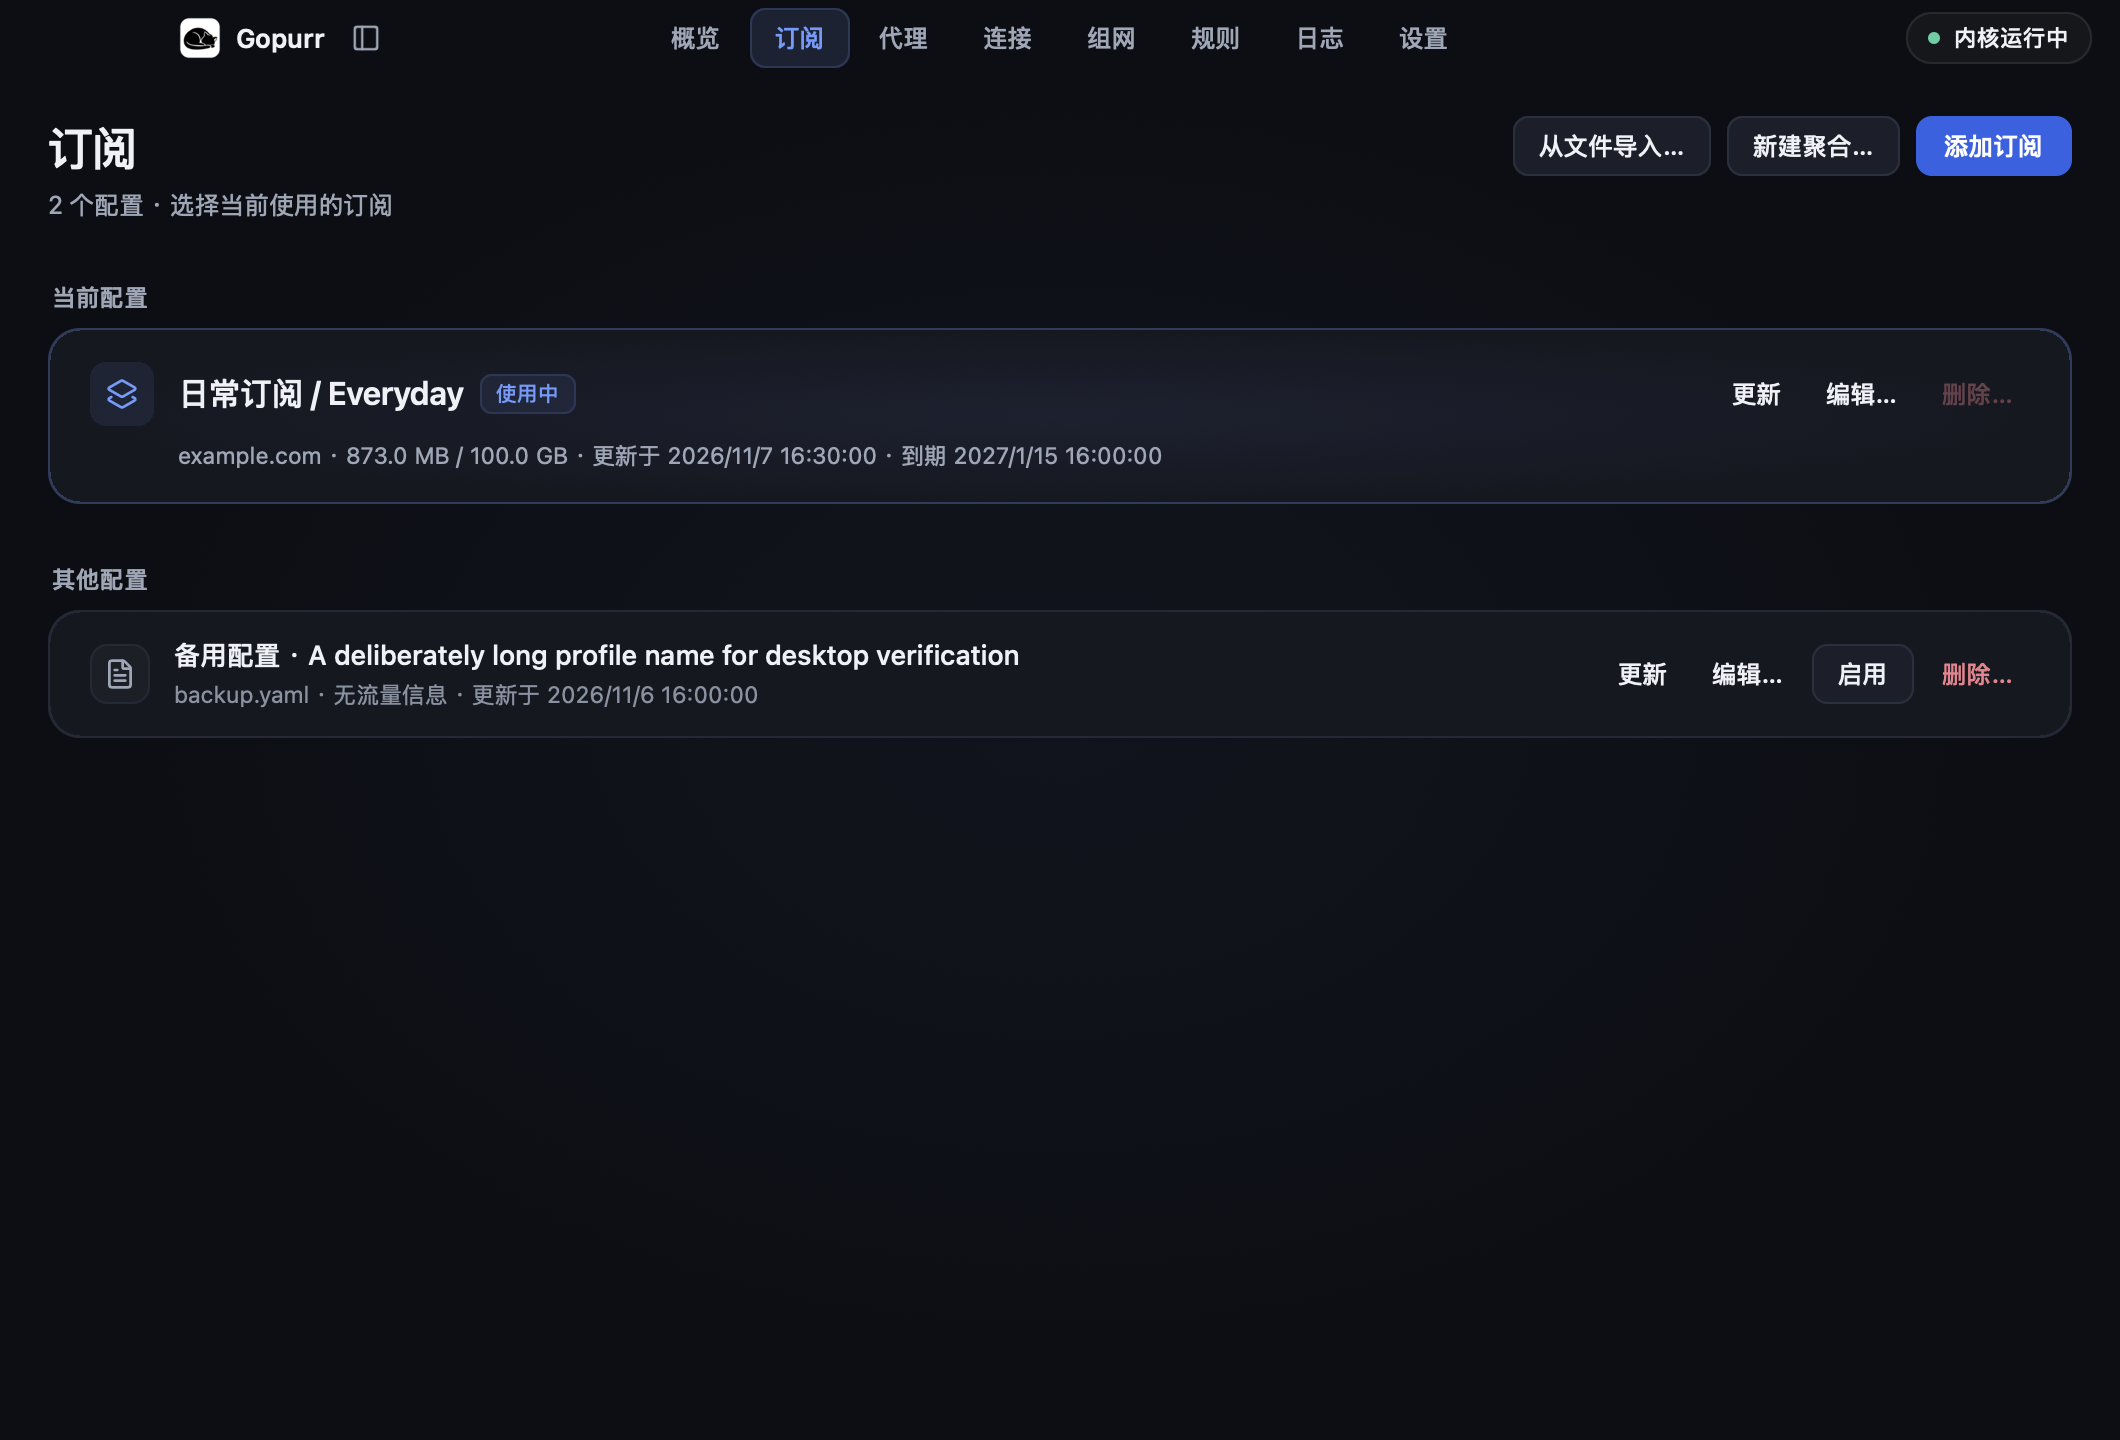 Gopurr
概览 订阅 代理 连接 组网 规则 日志 设置
内核运行中
订阅
2 个配置 · 选择当前使用的订阅
从文件导入... 新建聚合... 添加订阅
当前配置
日常订阅 / Everyday 使用中
更新 编辑... 删除...
example.com · 873.0 MB / 100.0 GB · 更新于 2026/11/7 16:30:00 · 到期 2027/1/15 16:00:00
其他配置
备用配置 · A deliberately long profile name for desktop verification
backup.yaml · 无流量信息 · 更新于 2026/11/6 16:00:00
更新 编辑... 启用 删除...